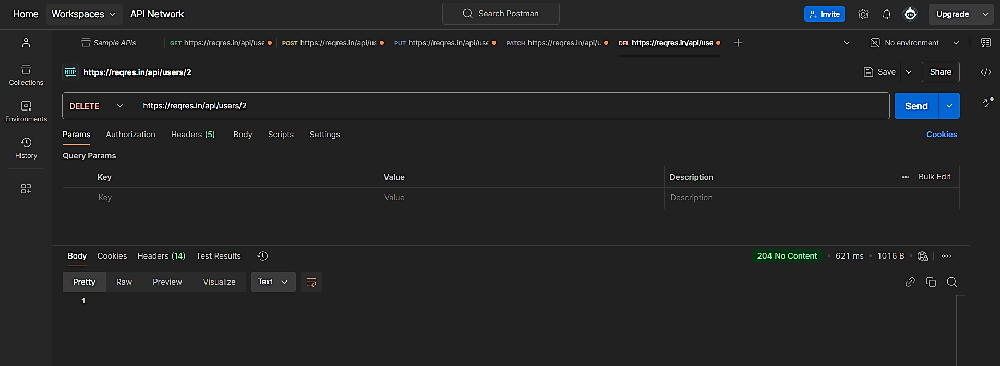 Home Workspaces API Network Search Postman Invite Upgrade
Sample APIs GET https://reqres.in/api/use POST https://reqres.in/api/us PUT https://reqres.in/api/use PATCH https://reqres.in/api/u DEL https://reqres.in/api/use No environment
HTTP https://reqres.in/api/users/2 Save Share
Collections
DELETE https://reqres.in/api/users/2 Send
Environments
Params Authorization Headers (5) Body Scripts Settings Cookies
History
Query Params
Key Value Description Bulk Edit
Key Value Description
Body Cookies Headers (14) Test Results 204 No Content 621 ms 1016 B
Pretty Raw Preview Visualize Text
1